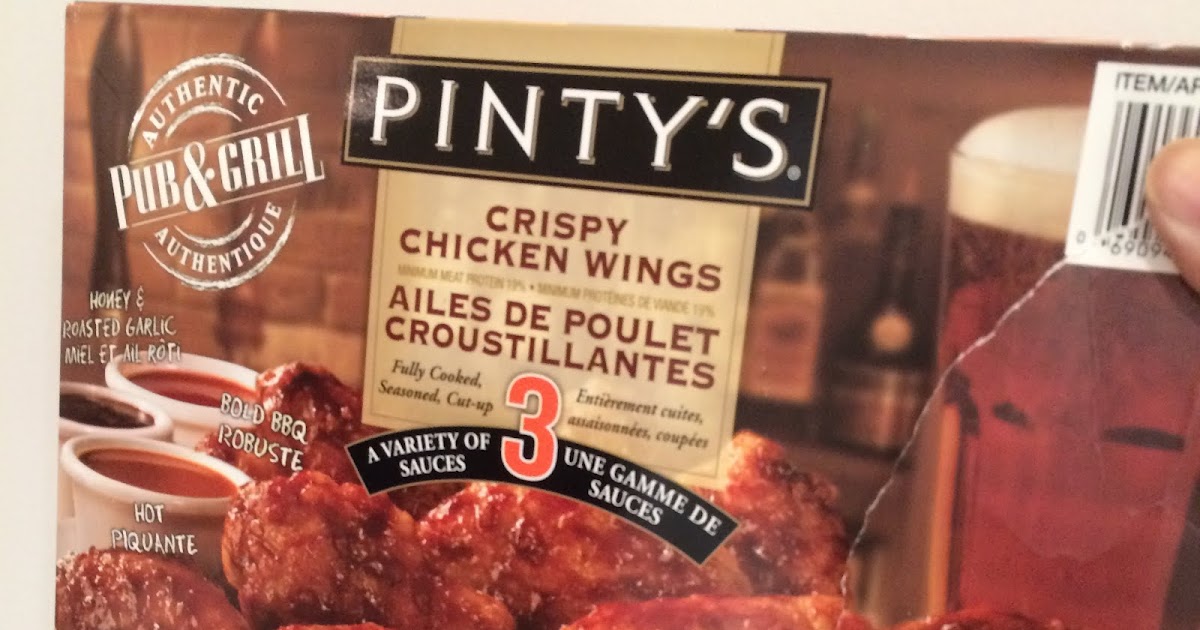 AUTHENTIC
PUB & GRILL
AUTHENTIQUE
PINTY'S®
CRISPY
CHICKEN WINGS
MINIMUM MEAT PROTEIN 19% • MINIMUM PROTÉINES DE VIANDE 19%
AILES DE POULET
CROUSTILLANTES
Fully Cooked,
Seasoned, Cut-up
Entièrement cuites,
assaisonnées, coupées
3
A VARIETY OF
SAUCES
UNE GAMME DE
SAUCES
HONEY &
ROASTED GARLIC
MIEL ET AIL RÔTI
BOLD BBQ
ROBUSTE
HOT
PIQUANTE
ITEM/AR
0 6909